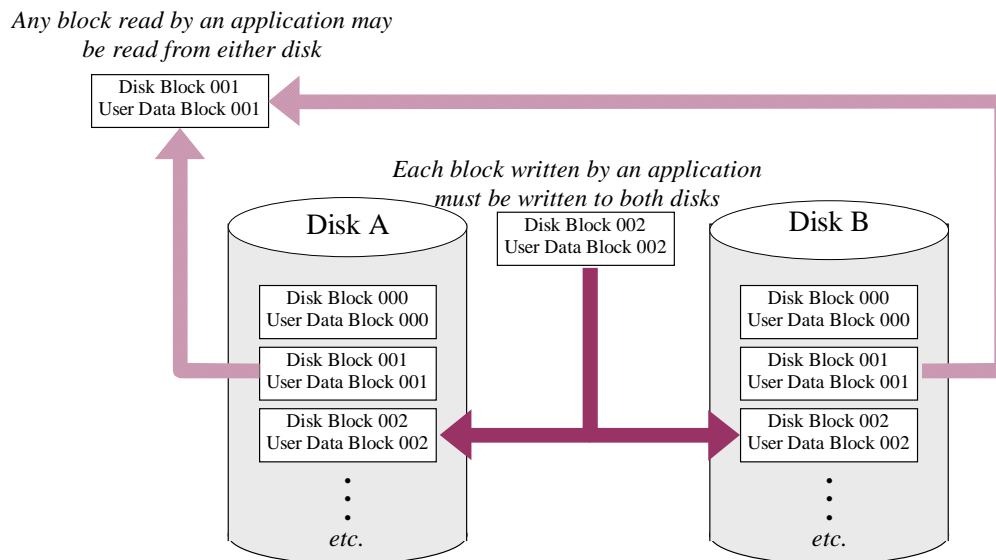 Any block read by an application may
be read from either disk
Disk Block 001
User Data Block 001
Each block written by an application
must be written to both disks
Disk Block 002
User Data Block 002
Disk A
Disk Block 000
User Data Block 000
Disk Block 001
User Data Block 001
Disk Block 002
User Data Block 002
etc.
Disk B
Disk Block 000
User Data Block 000
Disk Block 001
User Data Block 001
Disk Block 002
User Data Block 002
etc.